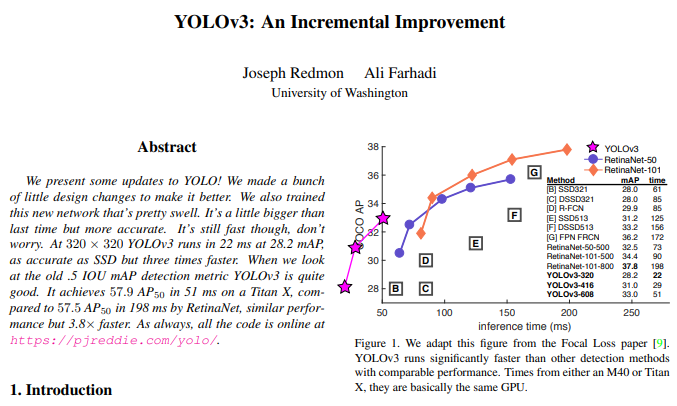 YOLOv3: An Incremental Improvement
Joseph Redmon Ali Farhadi
University of Washington
Abstract
We present some updates to YOLO! We made a bunch
of little design changes to make it better. We also trained
this new network that's pretty swell. It's a little bigger than
last time but more accurate. It's still fast though, don't
worry. At 320 × 320 YOLOv3 runs in 22 ms at 28.2 mAP,
as accurate as SSD but three times faster. When we look
at the old .5 IOU mAP detection metric YOLOv3 is quite
good. It achieves 57.9 AP50 in 51 ms on a Titan X, com-
pared to 57.5 AP50 in 198 ms by RetinaNet, similar perfor-
mance but 3.8× faster. As always, all the code is online at
https://pjreddie.com/yolo/.
1. Introduction
38
36
34
32
30
28
COCO AP
50
100
150
200
250
inference time (ms)
B
C
D
E
F
G
YOLOv3
RetinaNet-50
RetinaNet-101
Method mAP time
[B] SSD321 28.0 61
[C] DSSD321 28.0 85
[D] R-FCN 29.9 85
[E] SSD513 31.2 125
[F] DSSD513 33.2 156
[G] FPN FRCN 36.2 172
RetinaNet-50-500 32.5 73
RetinaNet-101-500 34.4 90
RetinaNet-101-800 37.8 198
YOLOv3-320 28.2 22
YOLOv3-416 31.0 29
YOLOv3-608 33.0 51
Figure 1. We adapt this figure from the Focal Loss paper [9].
YOLOv3 runs significantly faster than other detection methods
with comparable performance. Times from either an M40 or Titan
X, they are basically the same GPU.